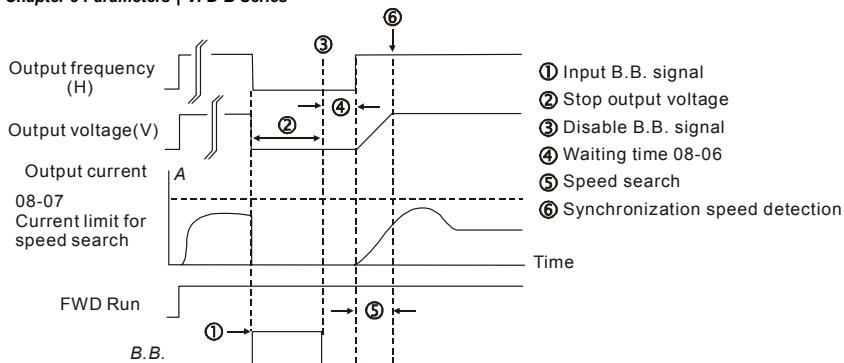 Chapter 5 Parameters | VFD-B Series
Output frequency
(H)
Output voltage(V)
Output current
A
08-07
Current limit for
speed search
Time
FWD Run
B.B.
①
②
③
④
⑤
⑥
① Input B.B. signal
② Stop output voltage
③ Disable B.B. signal
④ Waiting time 08-06
⑤ Speed search
⑥ Synchronization speed detection